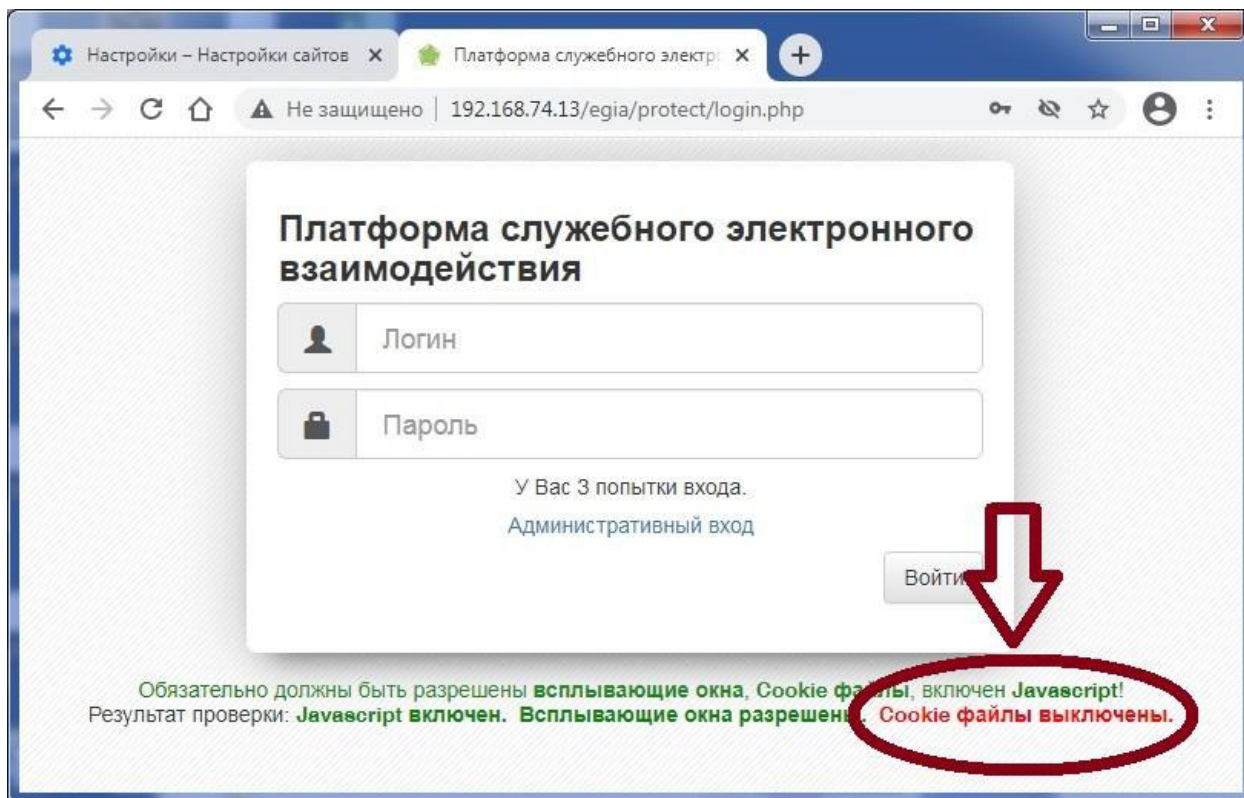 Настройки – Настройки сайтов
Платформа служебного электр
Не защищено | 192.168.74.13/egia/protect/login.php
Платформа служебного электронного
взаимодействия
Логин
Пароль
У Вас 3 попытки входа.
Административный вход
Войти
Обязательно должны быть разрешены всплывающие окна, Cookie файлы, включен Javascript!
Результат проверки: Javascript включен. Всплывающие окна разрешены. Cookie файлы выключены.